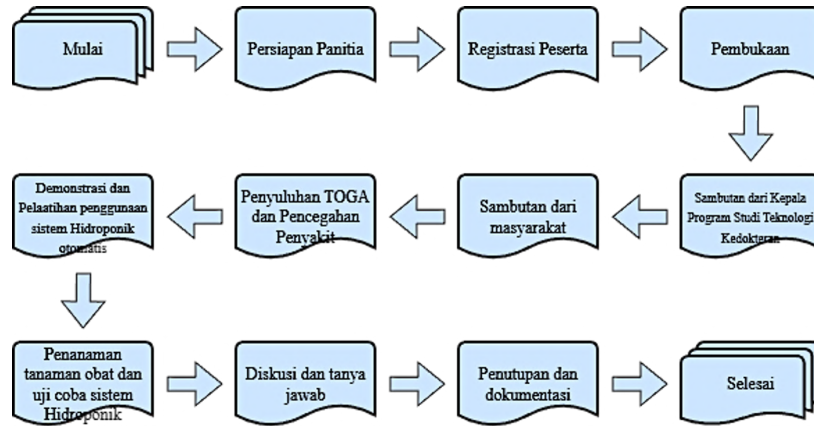 Mulai
Persiapan Panitia
Registrasi Peserta
Pembukaan
Sambutan dari Kepala
Program Studi Teknologi
Kedokteran
Sambutan dari
masyarakat
Penyuluhan TOGA
dan Pencegahan
Penyakit
Demonstrasi dan
Pelaatihan penggunaan
sistem Hidroponik
otomatis
Penanaman
tanaman obat dan
uji coba sistem
Hidroponik
Diskusi dan tanya
jawab
Penutupan dan
dokumentasi
Selesai